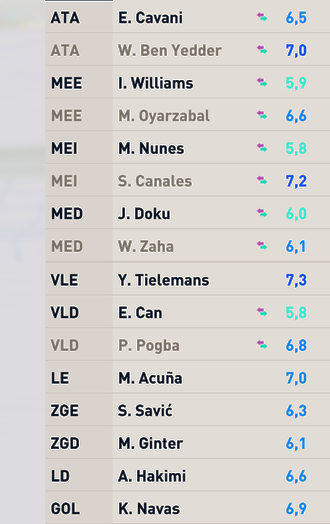 ATA E. Cavani 6,5
ATA W. Ben Yedder 7,0
MEE I. Williams 5,9
MEE M. Oyarzabal 6,6
MEI M. Nunes 5,8
MEI S. Canales 7,2
MED J. Doku 6,0
MED W. Zaha 6,1
VLE Y. Tielemans 7,3
VLD E. Can 5,8
VLD P. Pogba 6,8
LE M. Acuña 7,0
ZGE S. Savić 6,3
ZGD M. Ginter 6,1
LD A. Hakimi 6,6
GOL K. Navas 6,9